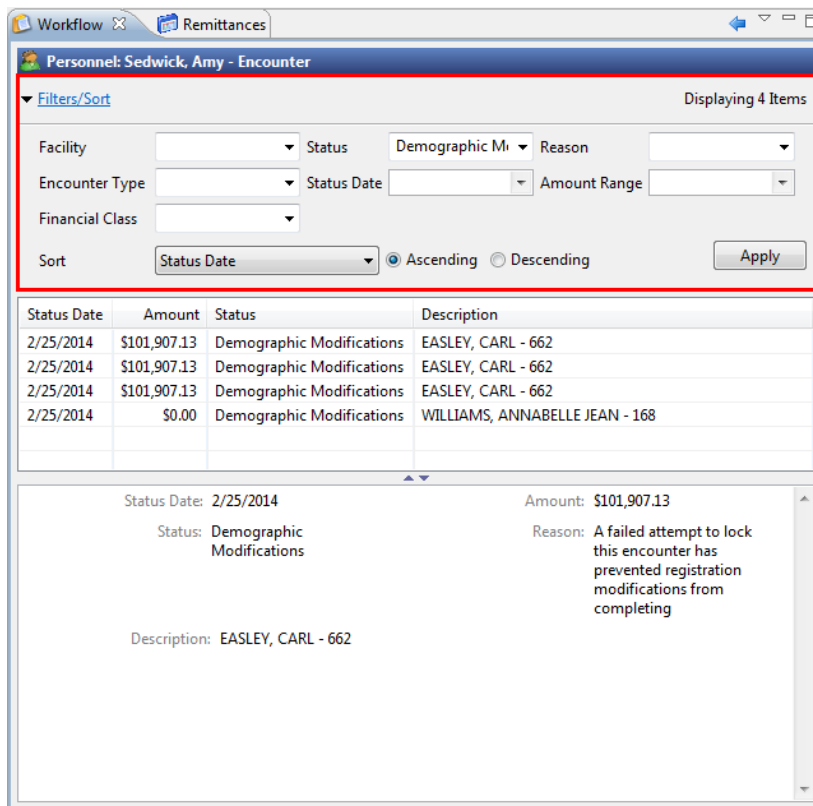 Workflow Remittances
Personnel: Sedwick, Amy - Encounter
Filters/Sort Displaying 4 Items
Facility Status Demographic M Reason
Encounter Type Status Date Amount Range
Financial Class
Sort Status Date Ascending Descending Apply
Status Date Amount Status Description
2/25/2014 $101,907.13 Demographic Modifications EASLEY, CARL - 662
2/25/2014 $101,907.13 Demographic Modifications EASLEY, CARL - 662
2/25/2014 $101,907.13 Demographic Modifications EASLEY, CARL - 662
2/25/2014 $0.00 Demographic Modifications WILLIAMS, ANNABELLE JEAN - 168
Status Date: 2/25/2014 Amount: $101,907.13
Status: Demographic Reason: A failed attempt to lock
Modifications this encounter has
prevented registration
modifications from
completing
Description: EASLEY, CARL - 662